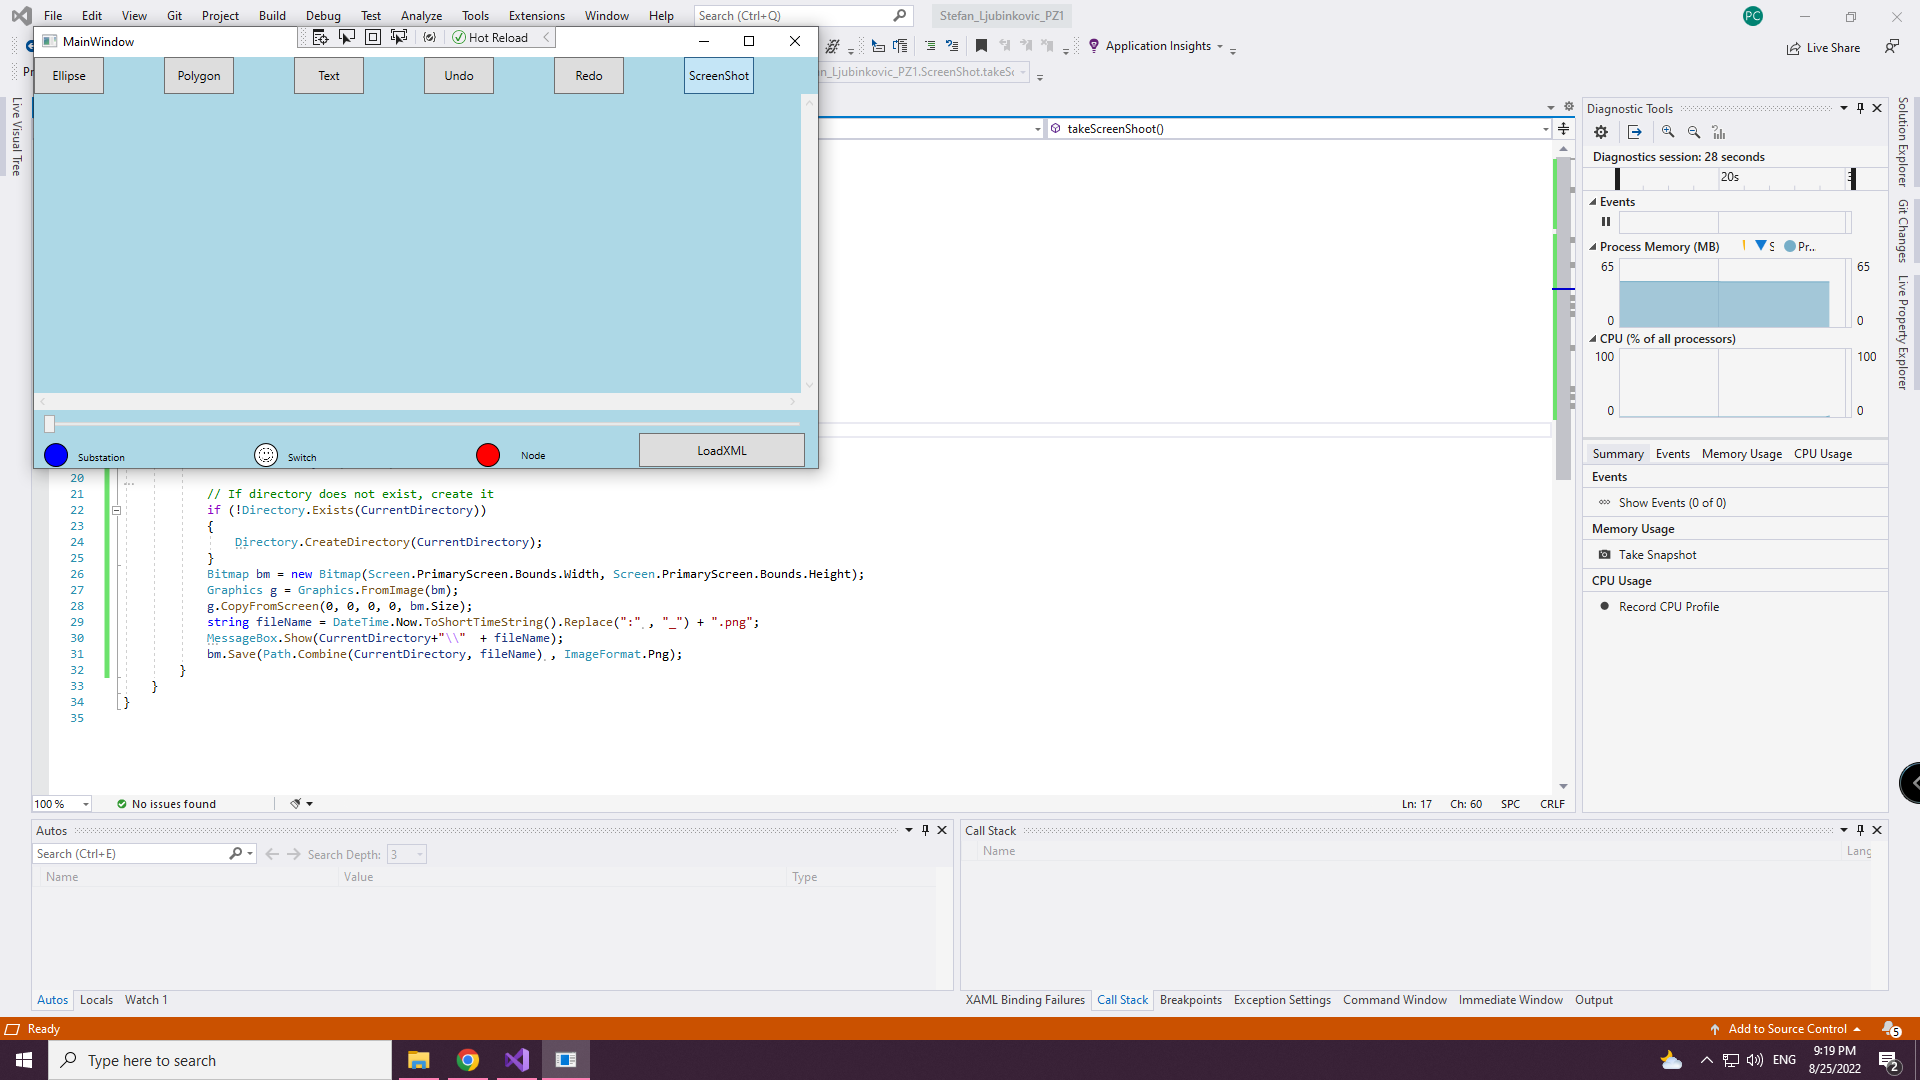 File Edit View Git Project Build Debug Test Analyze Tools Extensions Window Help Search (Ctrl+Q) Stefan_Ljubinkovic_PZ1 PC
MainWindow Hot Reload
Application Insights Live Share
Ellipse Polygon Text Undo Redo ScreenShot
n_Ljubinkovic_PZ1.ScreenShot.takeSc
Live Visual Tree
takeScreenShoot()
Diagnostic Tools
Solution Explorer
Git Changes
Live Property Explorer
Diagnostics session: 28 seconds
20s
Events
Process Memory (MB) S Pr...
65 65
0 0
CPU (% of all processors)
100 100
0 0
Summary Events Memory Usage CPU Usage
Events
Show Events (0 of 0)
Memory Usage
Take Snapshot
CPU Usage
Record CPU Profile
Substation Switch Node LoadXML
20
21 // If directory does not exist, create it
22 if (!Directory.Exists(CurrentDirectory))
23 {
24 Directory.CreateDirectory(CurrentDirectory);
25 }
26 Bitmap bm = new Bitmap(Screen.PrimaryScreen.Bounds.Width, Screen.PrimaryScreen.Bounds.Height);
27 Graphics g = Graphics.FromImage(bm);
28 g.CopyFromScreen(0, 0, 0, 0, bm.Size);
29 string fileName = DateTime.Now.ToShortTimeString().Replace(":" , "_") + ".png";
30 MessageBox.Show(CurrentDirectory+"\\" + fileName);
31 bm.Save(Path.Combine(CurrentDirectory, fileName) , ImageFormat.Png);
32 }
33 }
34 }
35
100 % No issues found Ln: 17 Ch: 60 SPC CRLF
Autos
Search (Ctrl+E) Search Depth: 3
Name Value Type
Autos Locals Watch 1
Call Stack
Name Lang
XAML Binding Failures Call Stack Breakpoints Exception Settings Command Window Immediate Window Output
Ready Add to Source Control 5
Type here to search ENG 9:19 PM
8/25/2022 2